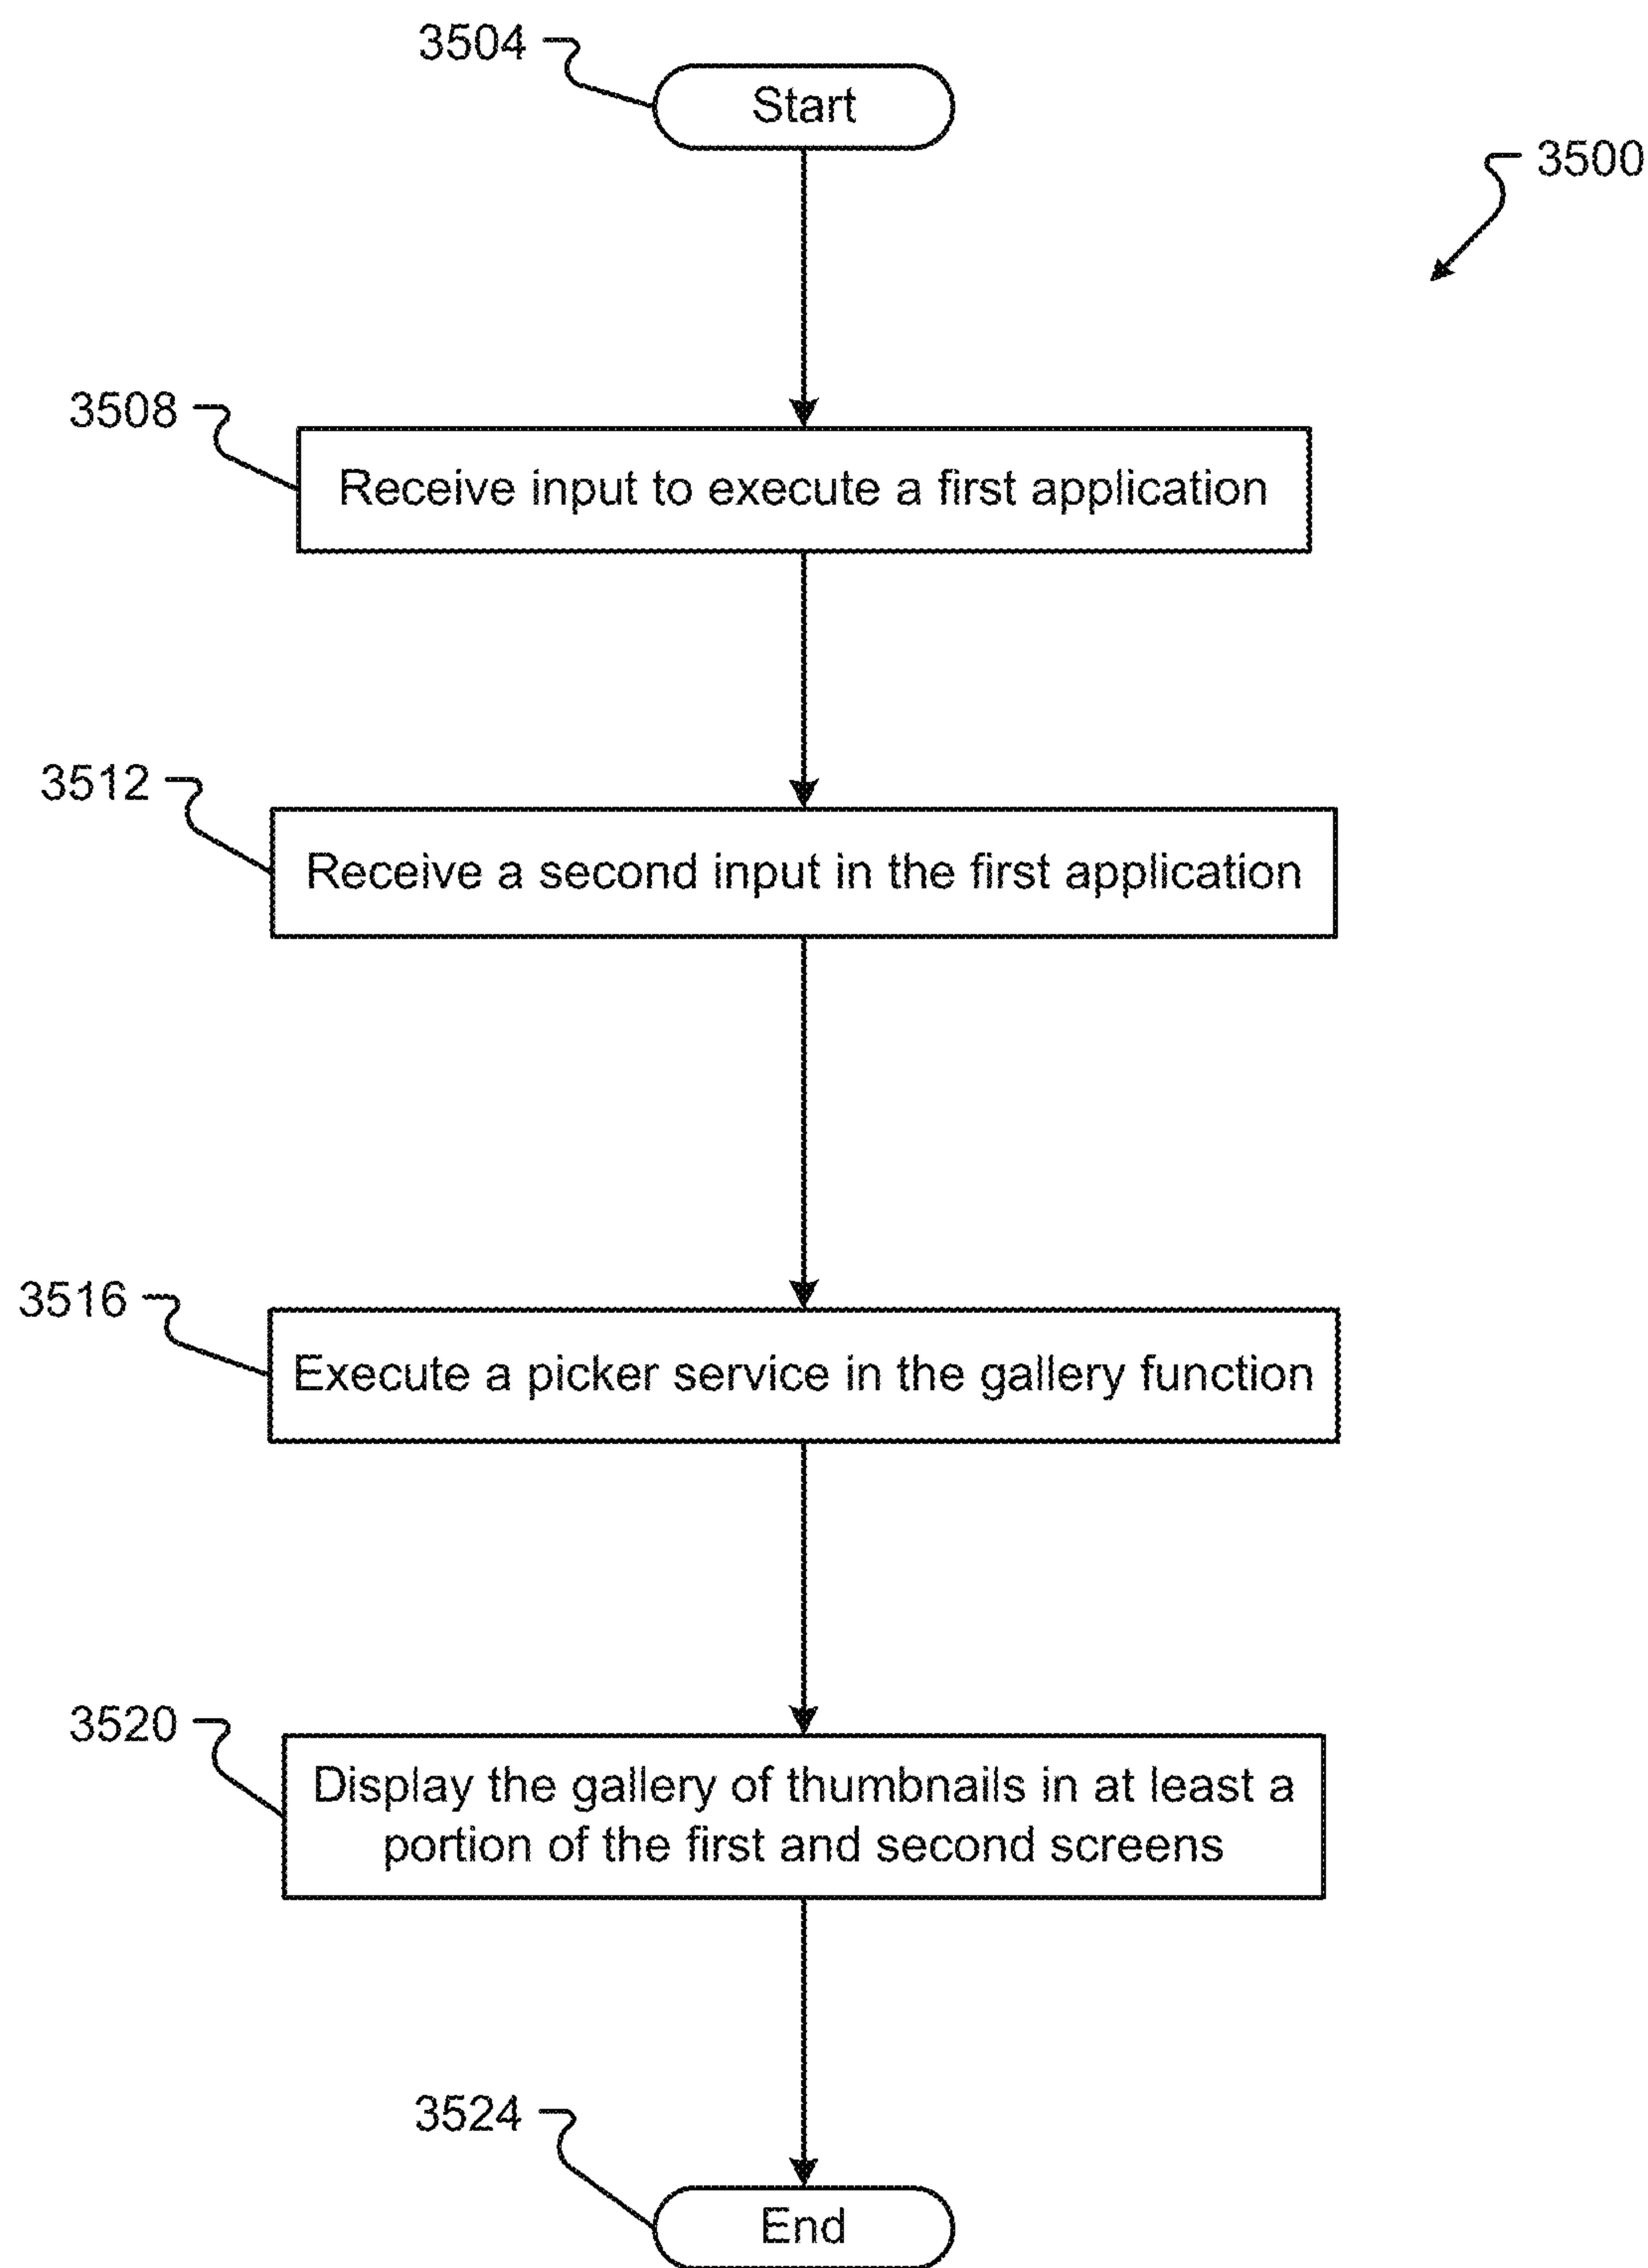 3504
Start
3500
3508
Receive input to execute a first application
3512
Receive a second input in the first application
3516
Execute a picker service in the gallery function
3520
Display the gallery of thumbnails in at least a
portion of the first and second screens
3524
End